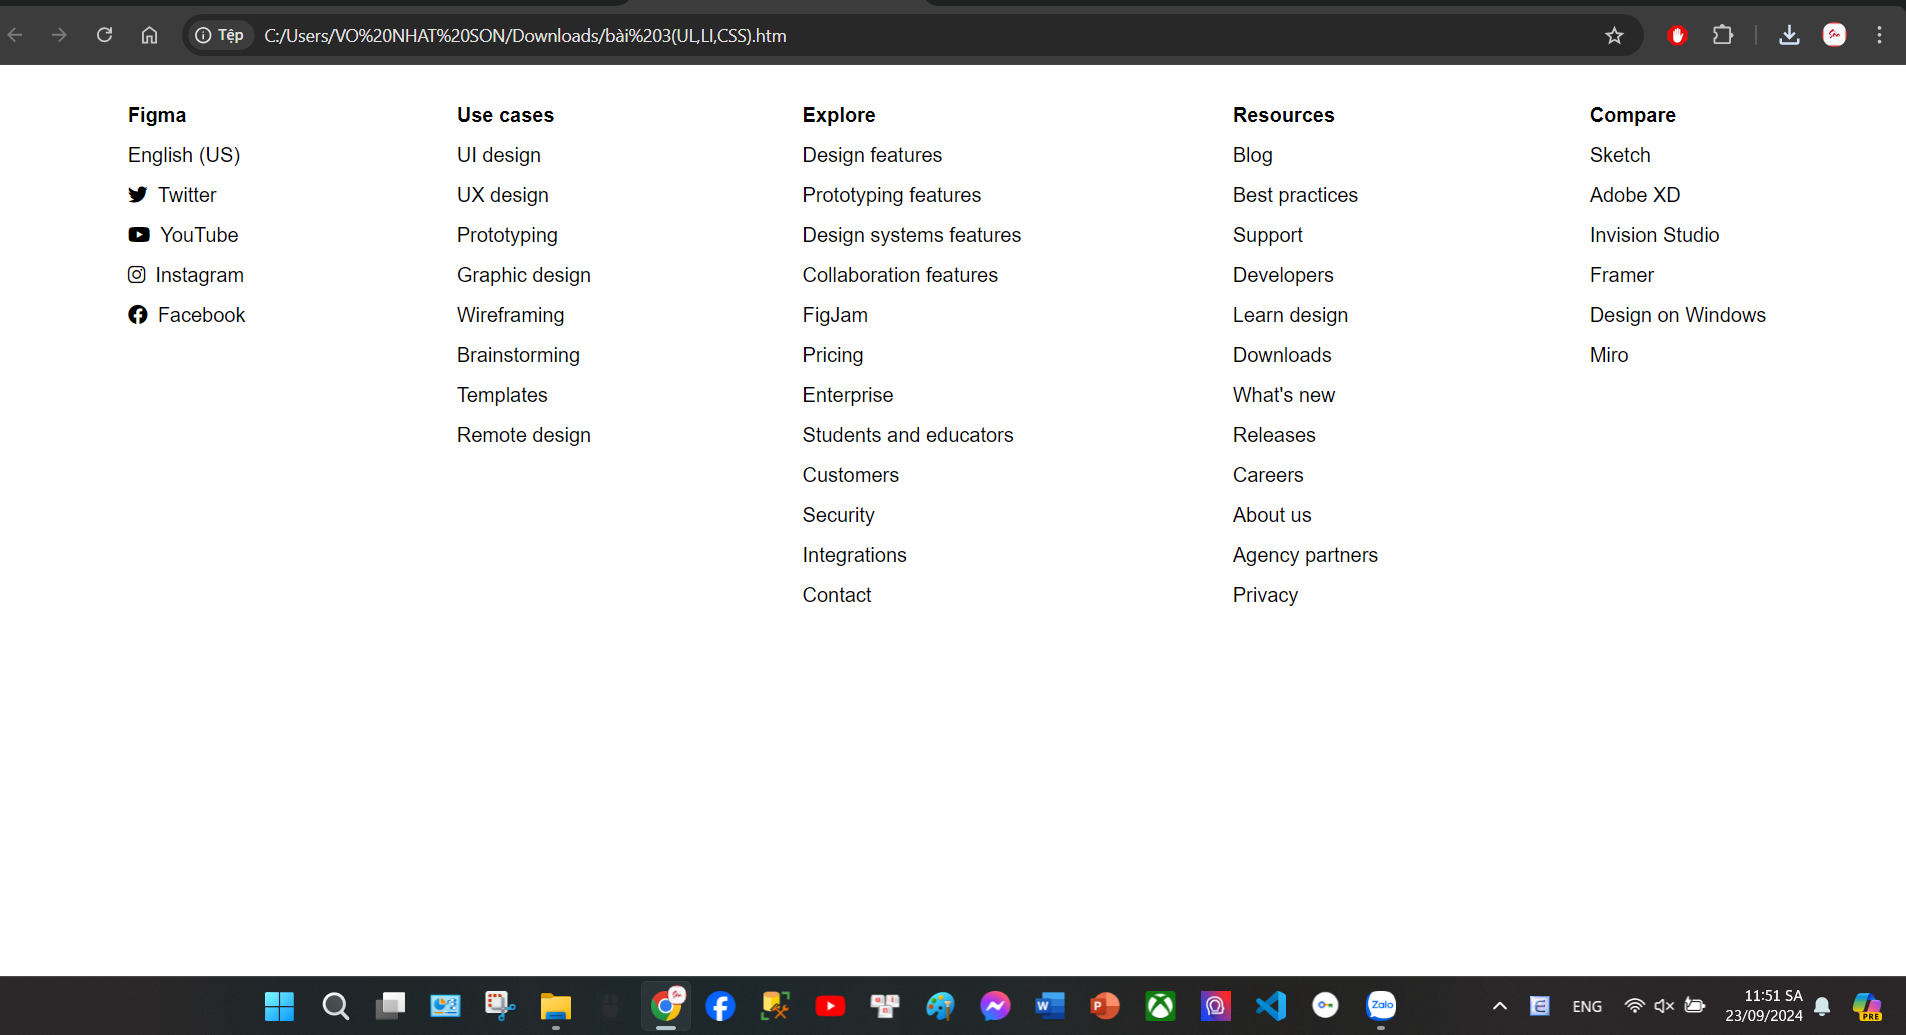 Tệp C:/Users/VO%20NHAT%20SON/Downloads/bài%203(UL,LI,CSS).htm
Figma
English (US)
Twitter
YouTube
Instagram
Facebook
Use cases
UI design
UX design
Prototyping
Graphic design
Wireframing
Brainstorming
Templates
Remote design
Explore
Design features
Prototyping features
Design systems features
Collaboration features
FigJam
Pricing
Enterprise
Students and educators
Customers
Security
Integrations
Contact
Resources
Blog
Best practices
Support
Developers
Learn design
Downloads
What's new
Releases
Careers
About us
Agency partners
Privacy
Compare
Sketch
Adobe XD
Invision Studio
Framer
Design on Windows
Miro
Zalo
ENG
11:51 SA
23/09/2024
PRE